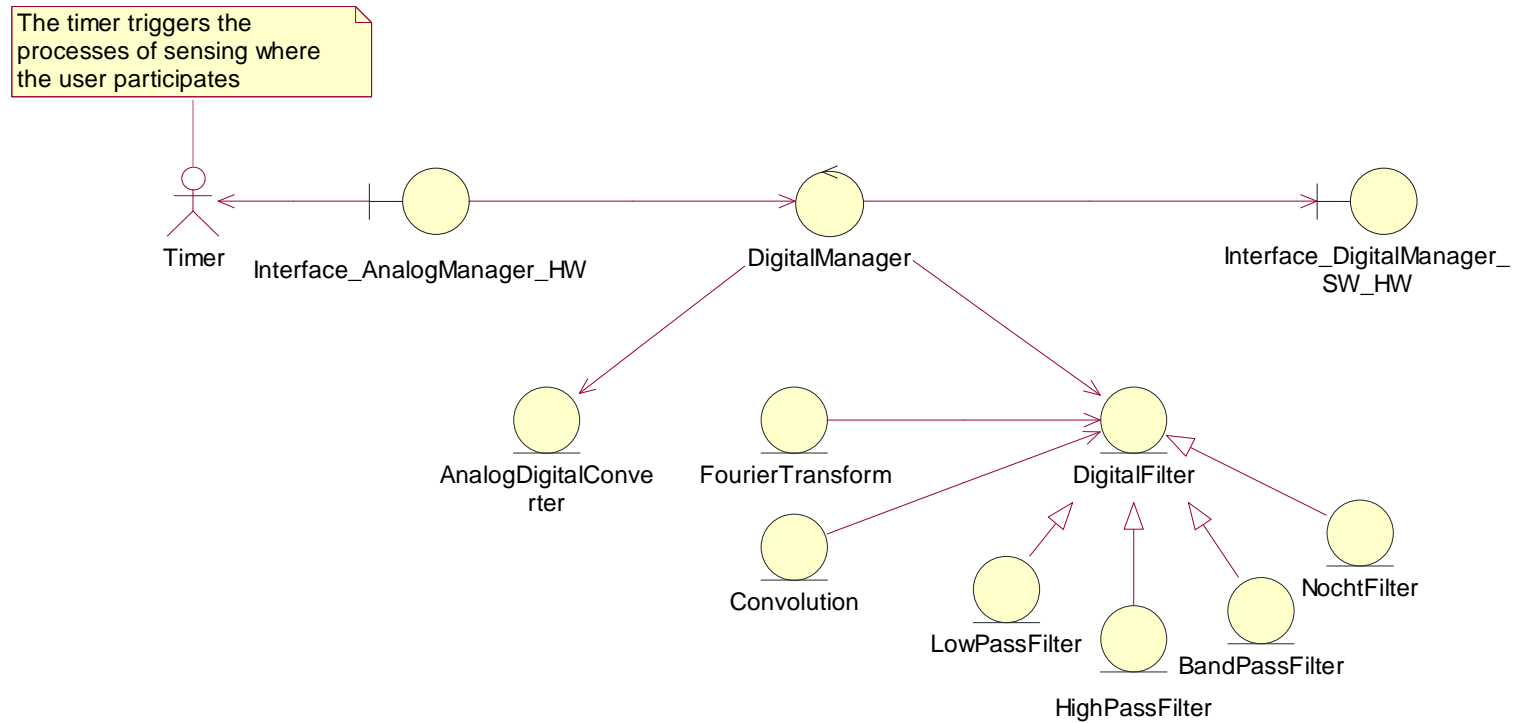 The timer triggers the
processes of sensing where
the user participates
Timer
Interface_AnalogManager_HW
DigitalManager
Interface_DigitalManager_
SW_HW
AnalogDigitalConve
rter
FourierTransform
DigitalFilter
Convolution
LowPassFilter
HighPassFilter
BandPassFilter
NochtFilter